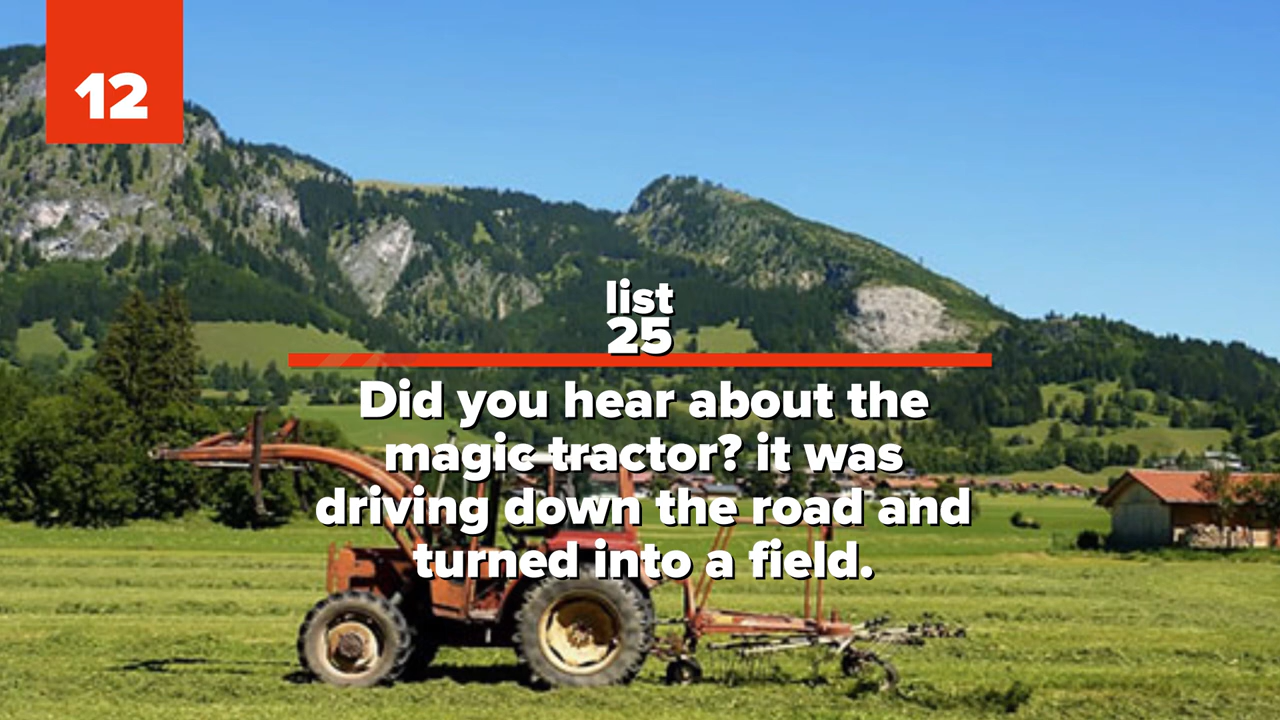 12
list
25
Did you hear about the
magic tractor? it was
driving down the road and
turned into a field.